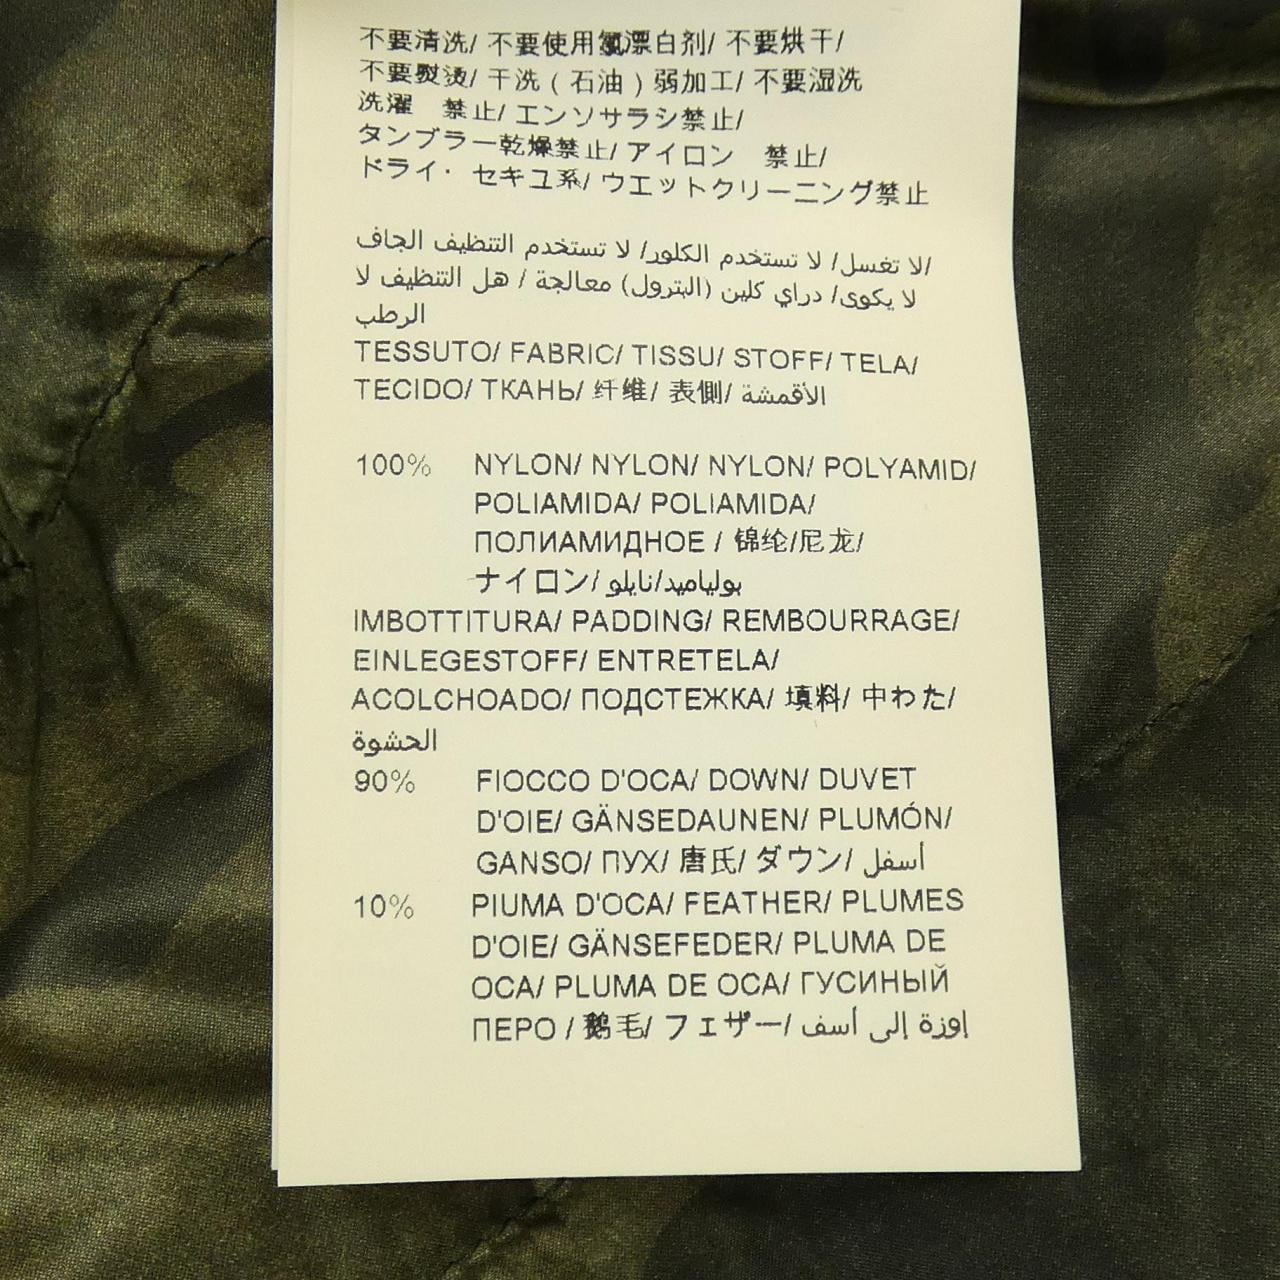 不要清洗/ 不要使用氯漂白剂/ 不要烘干/
不要熨烫/ 干洗 ( 石油 ) 弱加工/ 不要湿洗
洗濯　禁止/ エンソサラシ禁止/
タンブラー乾燥禁止/ アイロン　禁止/
ドライ・ セキユ系/ ウエットクリーニング禁止
لا تغسل/ لا تستخدم الكلور/ لا تستخدم التنظيف الجاف/
لا يكوى/ دراي كلين (البترول) معالجة / هل التنظيف لا
الرطب
TESSUTO/ FABRIC/ TISSU/ STOFF/ TELA/
TECIDO/ ТКАНЬ/ 纤维/ 表側/ الأقمشة
100% NYLON/ NYLON/ NYLON/ POLYAMID/
POLIAMIDA/ POLIAMIDA/
ПОЛИАМИДНОЕ / 锦纶/尼龙/
ナイロン/ بولياميد/نايلو
IMBOTTITURA/ PADDING/ REMBOURRAGE/
EINLEGESTOFF/ ENTRETELA/
ACOLCHOADO/ ПОДСТЕЖКА/ 填料/ 中わた/
الحشوة
90% FIOCCO D'OCA/ DOWN/ DUVET
D'OIE/ GÄNSEDAUNEN/ PLUMÓN/
GANSO/ ПУХ/ 唐氏/ ダウン/ أسفل
10% PIUMA D'OCA/ FEATHER/ PLUMES
D'OIE/ GÄNSEFEDER/ PLUMA DE
OCA/ PLUMA DE OCA/ ГУСИНЫЙ
ПЕРО / 鹅毛/ フェザー/ إوزة إلى أسف